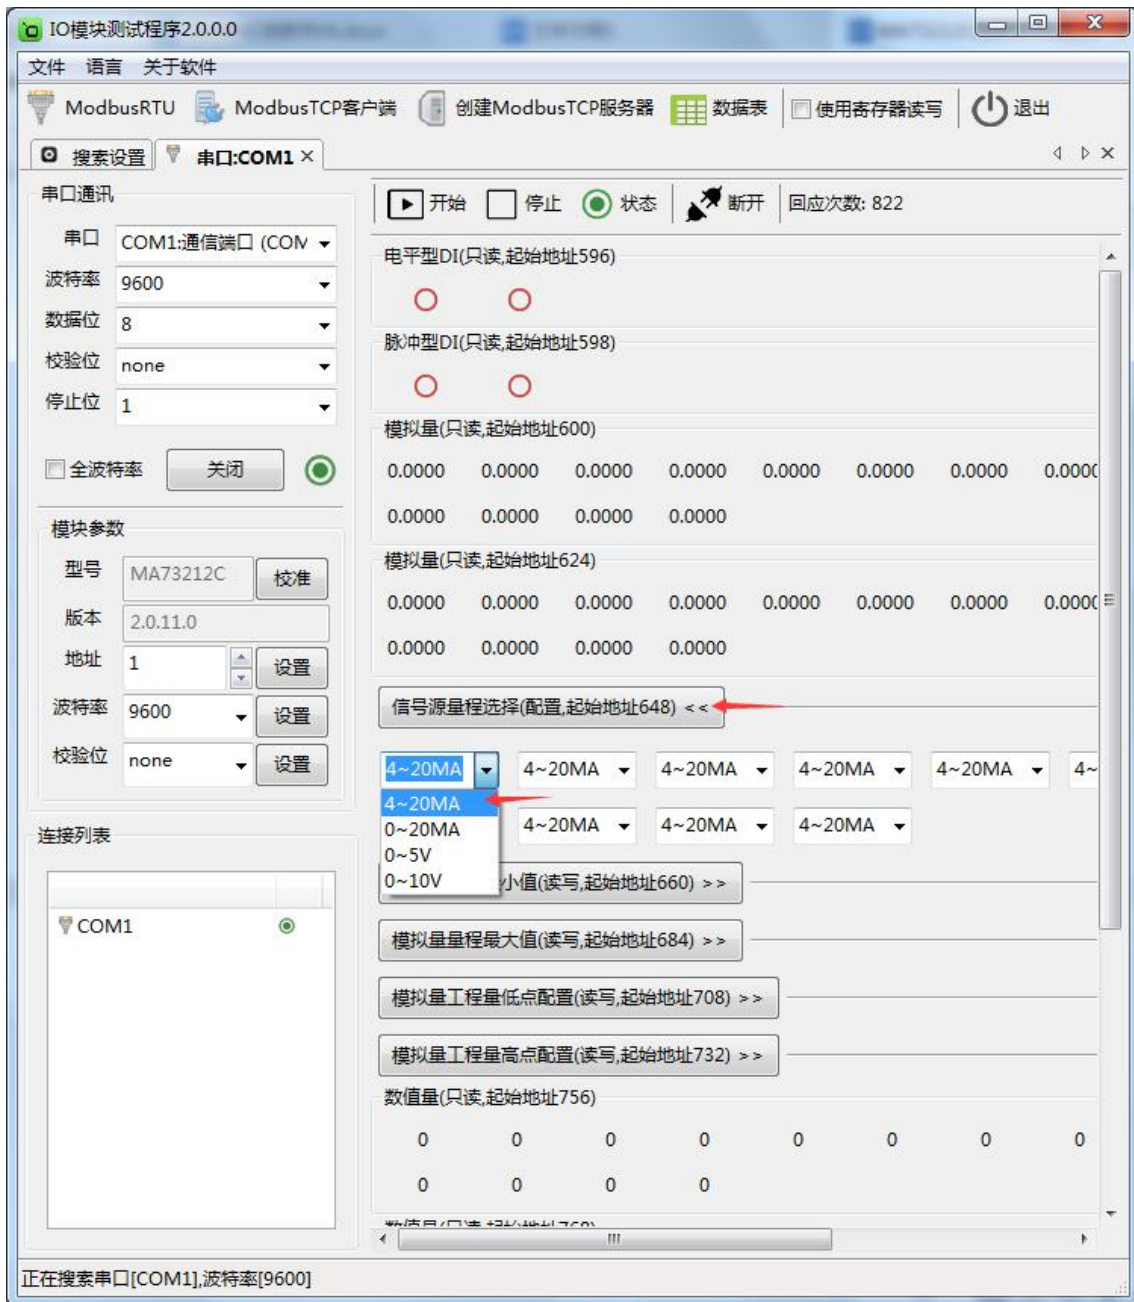 IO模块测试程序2.0.0.0
文件 语言 关于软件
ModbusRTU ModbusTCP客户端 创建ModbusTCP服务器 数据表 使用寄存器读写 退出
搜索设置 串口:COM1
串口通讯
串口 COM1:通信端口 (COM
波特率 9600
数据位 8
校验位 none
停止位 1
全波特率 关闭
模块参数
型号 MA73212C 校准
版本 2.0.11.0
地址 1 设置
波特率 9600 设置
校验位 none 设置
连接列表
COM1
开始 停止 状态 断开 回应次数: 822
电平型DI(只读,起始地址596)
脉冲型DI(只读,起始地址598)
模拟量(只读,起始地址600)
0.0000 0.0000 0.0000 0.0000 0.0000 0.0000 0.0000 0.0000
0.0000 0.0000 0.0000 0.0000
模拟量(只读,起始地址624)
0.0000 0.0000 0.0000 0.0000 0.0000 0.0000 0.0000 0.0000
0.0000 0.0000 0.0000 0.0000
信号源量程选择(配置,起始地址648) <<
4~20MA 4~20MA 4~20MA 4~20MA 4~20MA 4~
4~20MA
0~20MA 4~20MA 4~20MA 4~20MA
0~5V
0~10V
小值(读写,起始地址660) >>
模拟量量程最大值(读写,起始地址684) >>
模拟量工程量低点配置(读写,起始地址708) >>
模拟量工程量高点配置(读写,起始地址732) >>
数值量(只读,起始地址756)
0 0 0 0 0 0 0 0
0 0 0 0
数值量(只读,起始地址768)
正在搜索串口[COM1],波特率[9600]